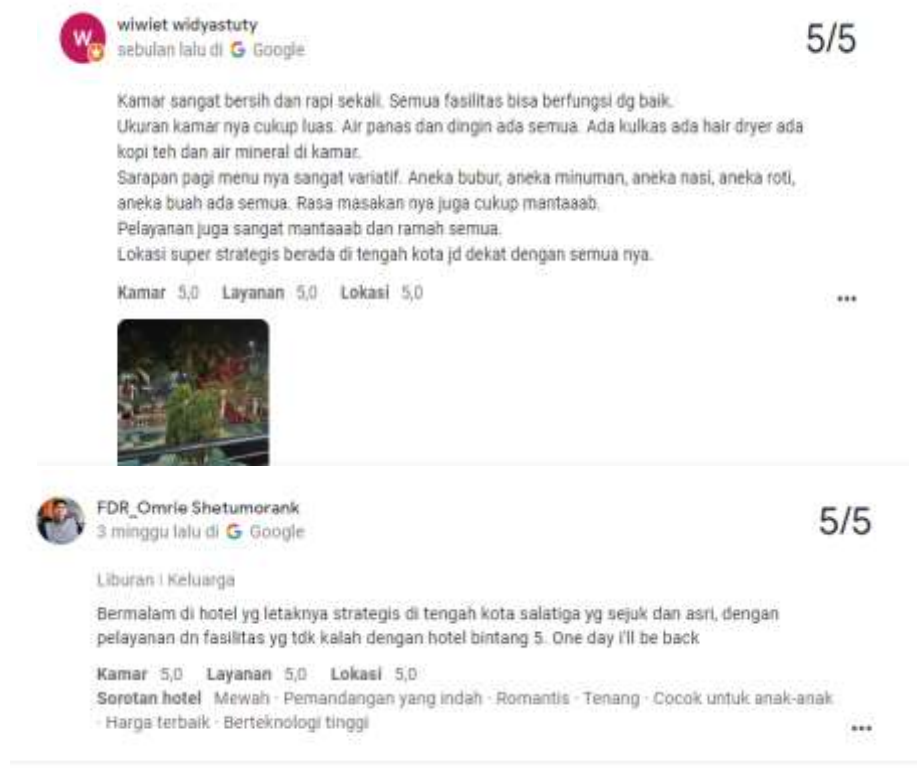 W
wiwiet widyastuty
sebulan lalu di G Google
5/5
Kamar sangat bersih dan rapi sekali. Semua fasilitas bisa berfungsi dg baik.
Ukuran kamar nya cukup luas. Air panas dan dingin ada semua. Ada kulkas ada hair dryer ada
kopi teh dan air mineral di kamar.
Sarapan pagi menu nya sangat variatif. Aneka bubur, aneka minuman, aneka nasi, aneka roti,
aneka buah ada semua. Rasa masakan nya juga cukup mantaaab.
Pelayanan juga sangat mantaaab dan ramah semua.
Lokasi super strategis berada di tengah kota jd dekat dengan semua nya.
Kamar 5,0 Layanan 5,0 Lokasi 5,0
FDR_Omrie Shetumorank
3 minggu lalu di G Google
5/5
Liburan | Keluarga
Bermalam di hotel yg letaknya strategis di tengah kota salatiga yg sejuk dan asri, dengan
pelayanan dn fasilitas yg tdk kalah dengan hotel bintang 5. One day i'll be back
Kamar 5,0 Layanan 5,0 Lokasi 5,0
Sorotan hotel Mewah · Pemandangan yang indah · Romantis · Tenang · Cocok untuk anak-anak
· Harga terbaik · Berteknologi tinggi